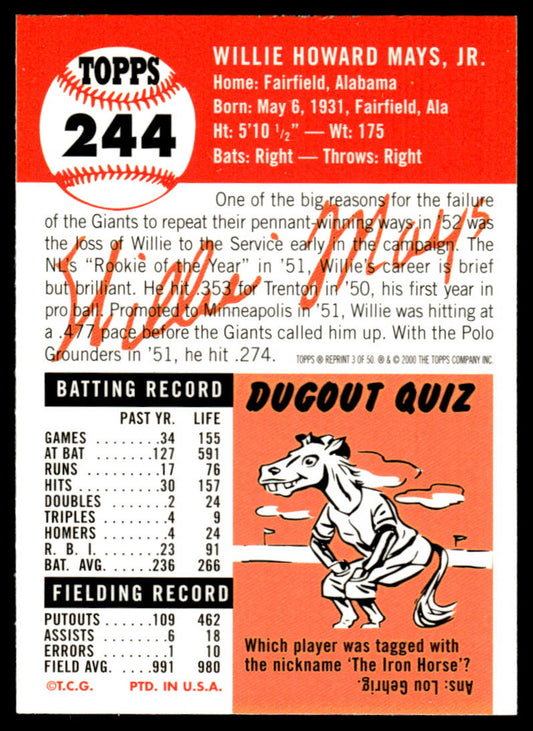 TOPPS
244
WILLIE HOWARD MAYS, JR.
Home: Fairfield, Alabama
Born: May 6, 1931, Fairfield, Ala
Ht: 5'10 ½" — Wt: 175
Bats: Right — Throws: Right
One of the big reasons for the failure
of the Giants to repeat their pennant-winning ways in '52 was
the loss of Willie to the Service early in the campaign. The
NL's "Rookie of the Year" in '51, Willie's career is brief
but brilliant. He hit .353 for Trenton in '50, his first year in
pro ball. Promoted to Minneapolis in '51, Willie was hitting at
a .477 pace before the Giants called him up. With the Polo
Grounders in '51, he hit .274.
Willie Mays
TOPPS ® REPRINT 3 OF 50. ® & © 2000 THE TOPPS COMPANY INC.
BATTING RECORD
PAST YR. LIFE
GAMES . . . . . . .34 155
AT BAT . . . . . .127 591
RUNS . . . . . . . .17 76
HITS . . . . . . . .30 157
DOUBLES . . . . . 2 24
TRIPLES . . . . . . .4 9
HOMERS . . . . . .4 24
R. B. I. . . . . . . .23 91
BAT. AVG. . . . .236 266
FIELDING RECORD
PUTOUTS . . . .109 462
ASSISTS . . . . . . .6 18
ERRORS . . . . . . .1 10
FIELD AVG. . . .991 980
©T.C.G. PTD. IN U.S.A.
DUGOUT QUIZ
Which player was tagged with
the nickname 'The Iron Horse'?
Ans: Lou Gehrig.